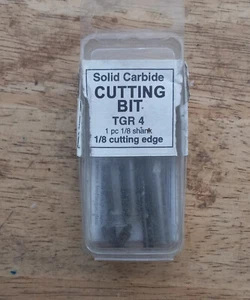 Solid Carbide
CUTTING
BIT
TGR 4
1 pc 1/8 shank
1/8 cutting edge